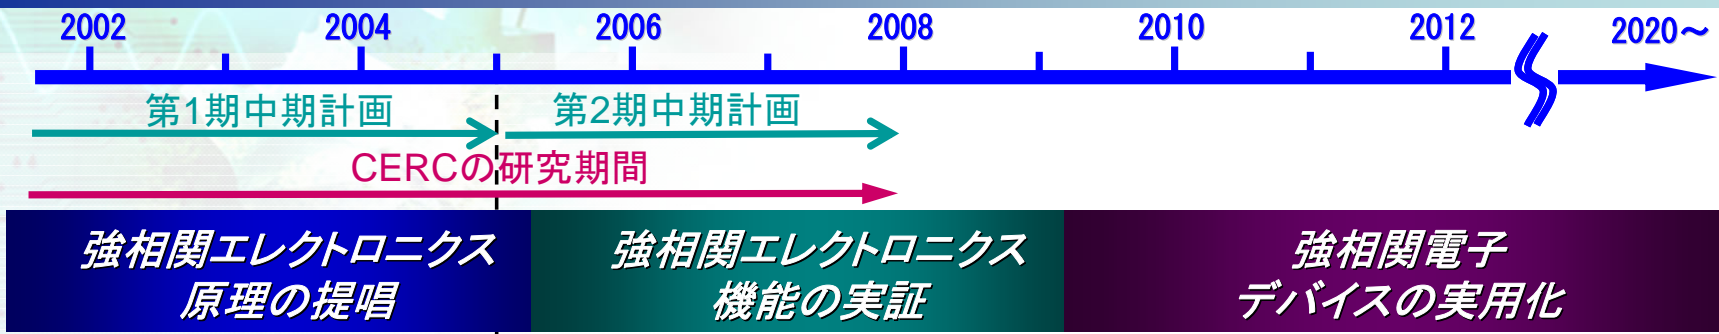 2002 2004 2006 2008 2010 2012 2020～
第1期中期計画 第2期中期計画
CERCの研究期間
強相関エレクトロニクス
原理の提唱
強相関エレクトロニクス
機能の実証
強相関電子
デバイスの実用化